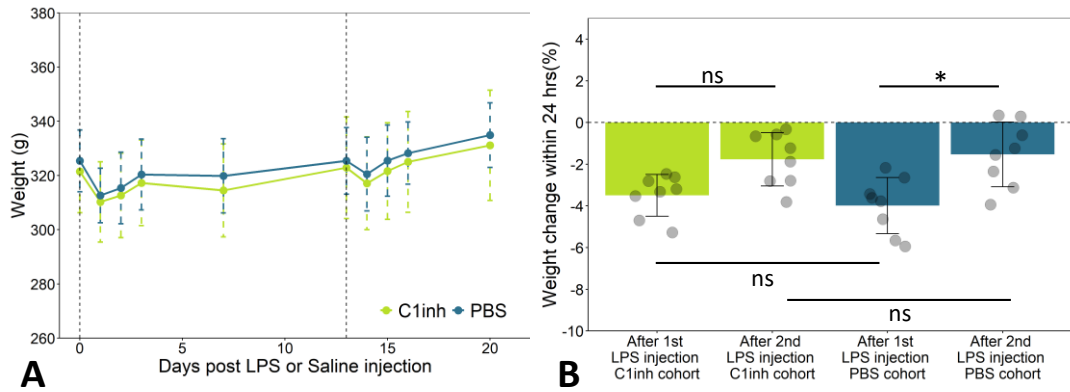 380
360
340
320
300
280
260
Weight (g)
C1inh PBS
0 5 10 15 20
Days post LPS or Saline injection
A
4
2
0
-2
-4
-6
-8
-10
Weight change within 24 hrs(%)
ns
*
ns
ns
After 1st
LPS injection
C1inh cohort
After 2nd
LPS injection
C1inh cohort
After 1st
LPS injection
PBS cohort
After 2nd
LPS injection
PBS cohort
B